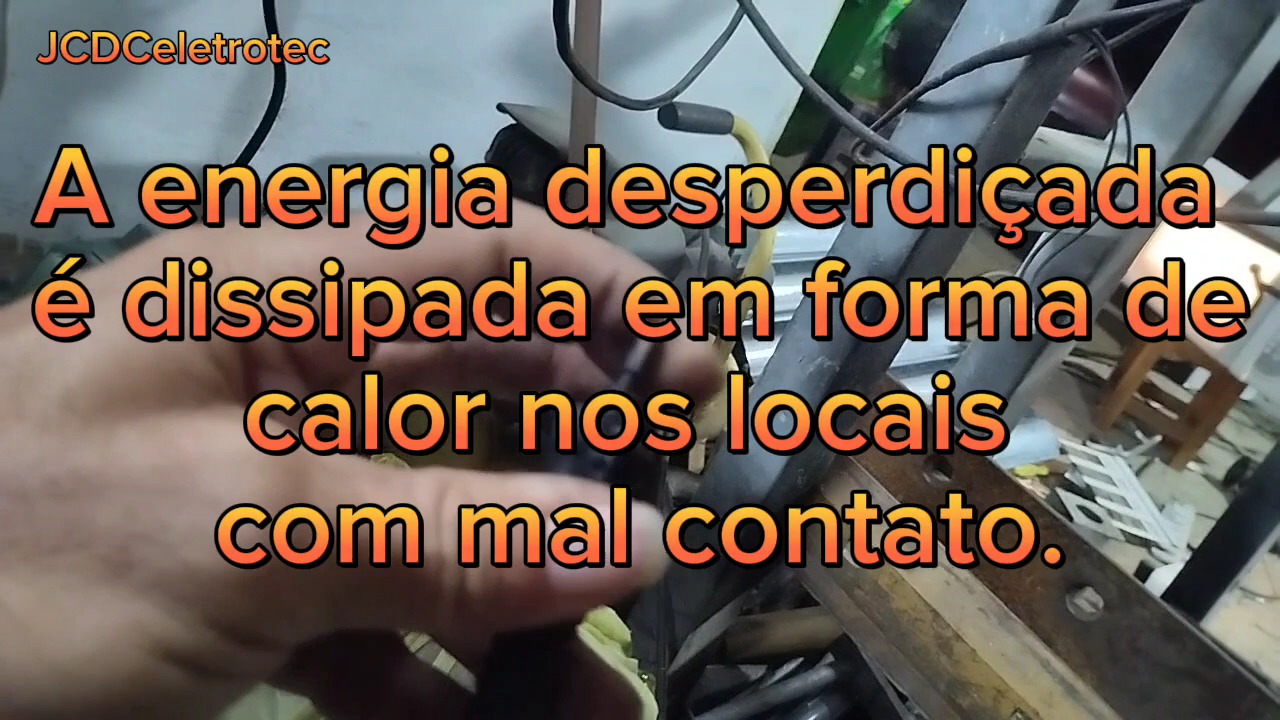 JCDCeletrotec
A energia desperdiçada
é dissipada em forma de
calor nos locais
com mal contato.